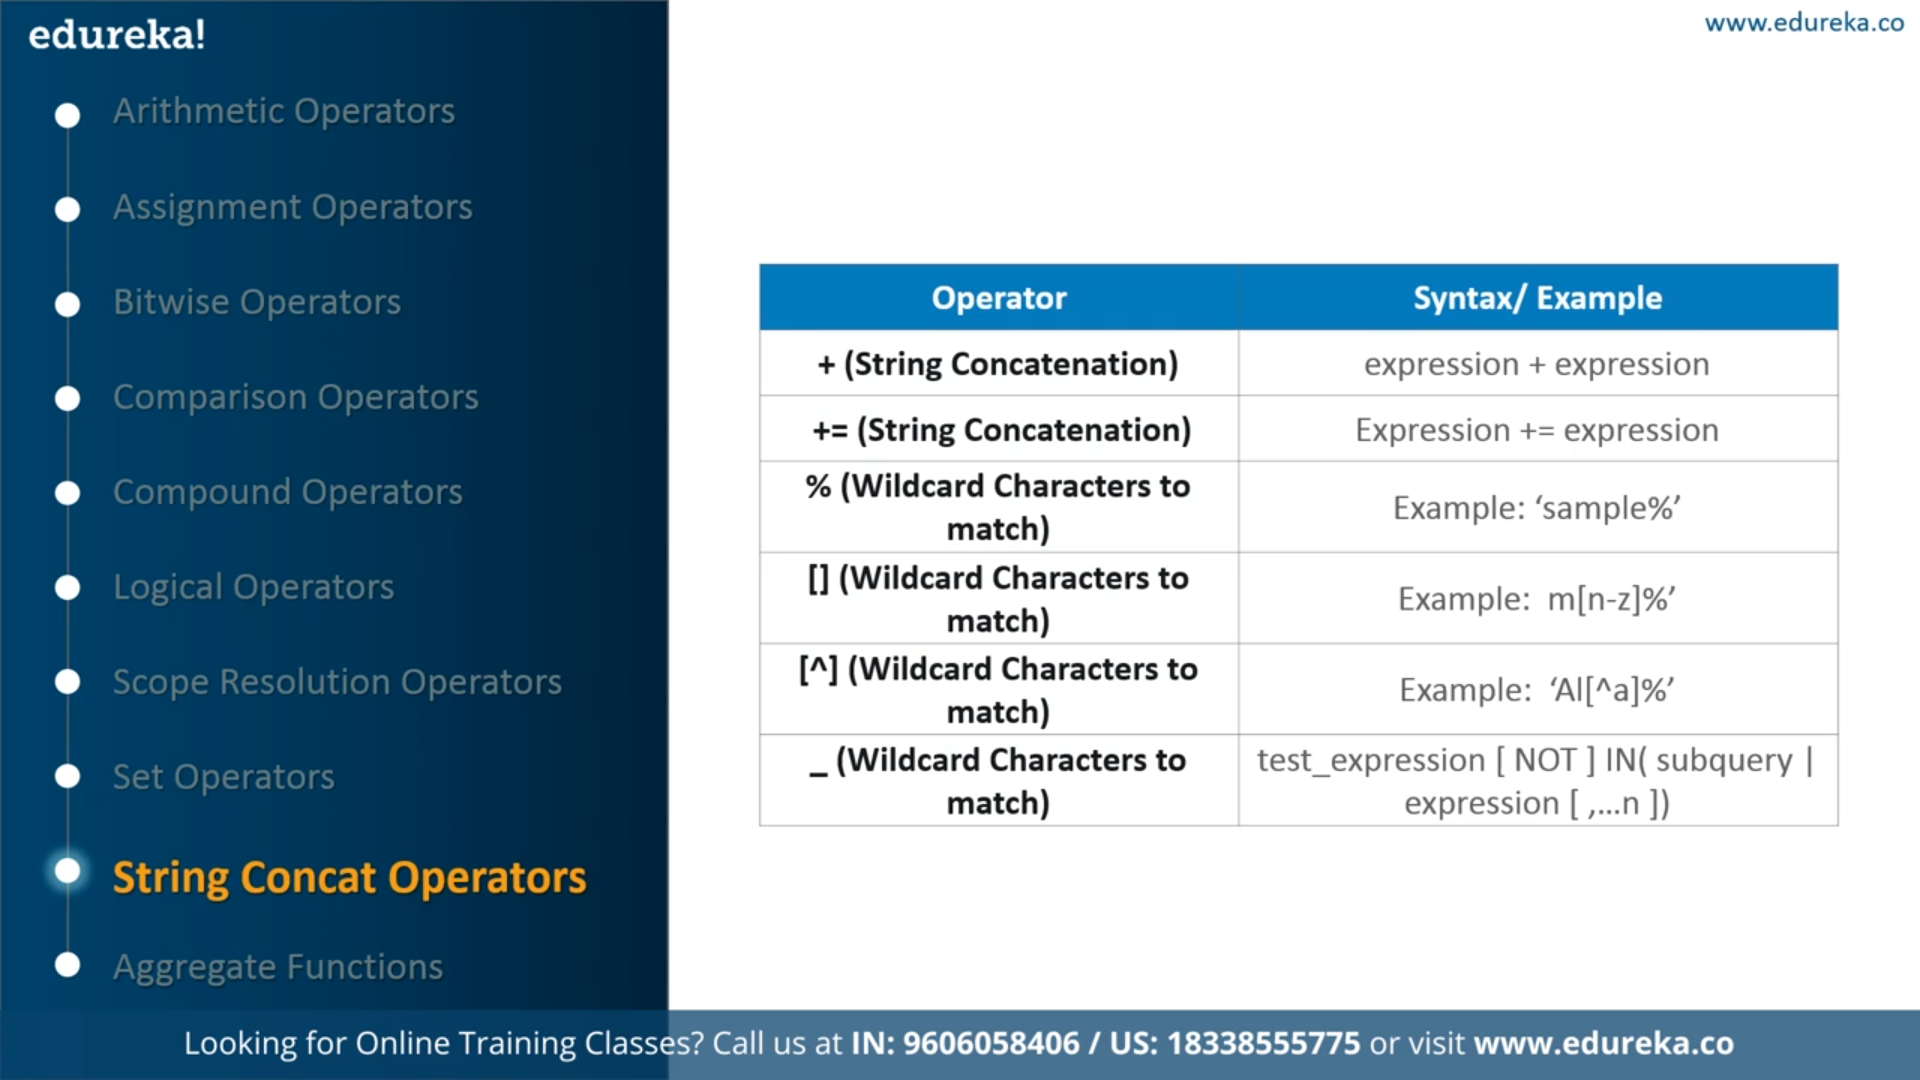 edureka!
www.edureka.co
Arithmetic Operators
Assignment Operators
Bitwise Operators
Comparison Operators
Compound Operators
Logical Operators
Scope Resolution Operators
Set Operators
String Concat Operators
Aggregate Functions
Operator Syntax/ Example
+ (String Concatenation) expression + expression
+= (String Concatenation) Expression += expression
% (Wildcard Characters to
match)
Example: ‘sample%’
[] (Wildcard Characters to
match)
Example: m[n-z]%’
[^] (Wildcard Characters to
match)
Example: ‘Al[^a]%’
_ (Wildcard Characters to
match)
test_expression [ NOT ] IN( subquery |
expression [ ,...n ])
Looking for Online Training Classes? Call us at IN: 9606058406 / US: 18338555775 or visit www.edureka.co